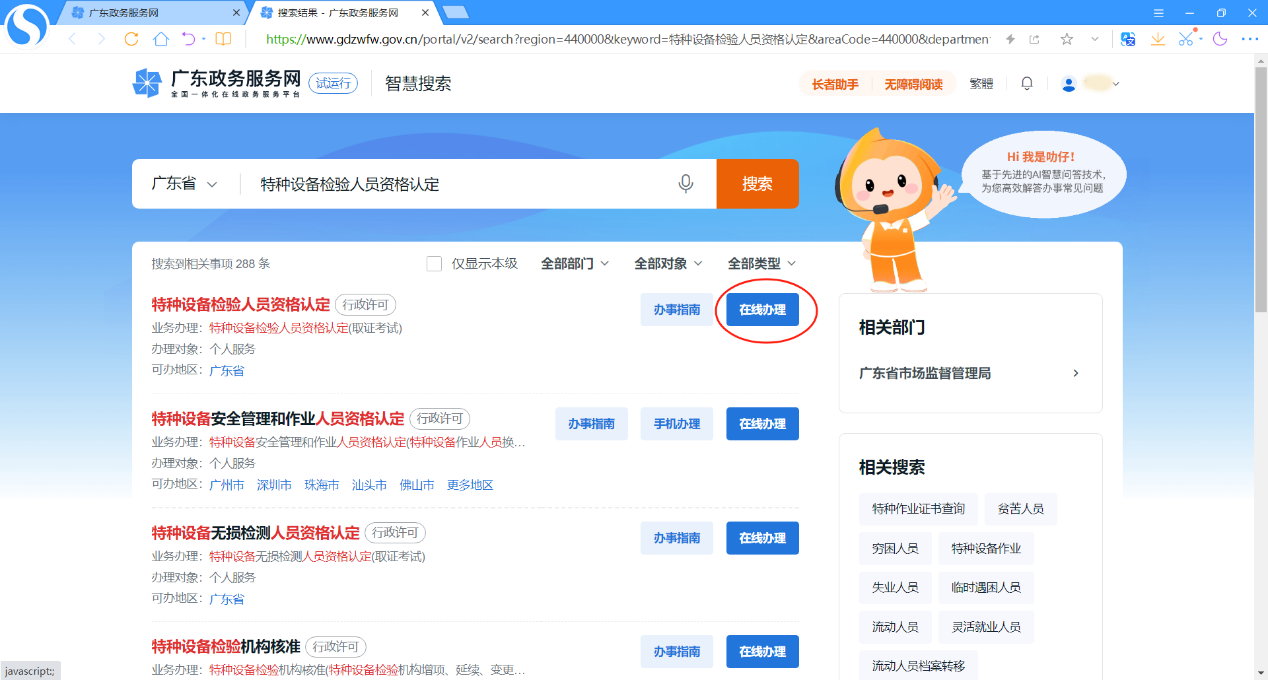 广东政务服务网
搜索结果 - 广东政务服务网
https://www.gdzwfw.gov.cn/portal/v2/search?region=440000&keyword=特种设备检验人员资格认定&areaCode=440000&departmen
广东政务服务网
全国一体化在线政务服务平台
试运行
智慧搜索
长者助手
无障碍阅读
繁體
广东省
特种设备检验人员资格认定
搜索
Hi 我是叻仔!
基于先进的AI智慧问答技术,
为您高效解答办事常见问题
搜索到相关事项 288 条
仅显示本级
全部部门
全部对象
全部类型
特种设备检验人员资格认定
行政许可
办事指南
在线办理
业务办理: 特种设备检验人员资格认定(取证考试)
办理对象: 个人服务
可办地区: 广东省
特种设备安全管理和作业人员资格认定
行政许可
办事指南
手机办理
在线办理
业务办理: 特种设备安全管理和作业人员资格认定(特种设备作业人员换...
办理对象: 个人服务
可办地区: 广州市 深圳市 珠海市 汕头市 佛山市 更多地区
特种设备无损检测人员资格认定
行政许可
办事指南
在线办理
业务办理: 特种设备无损检测人员资格认定(取证考试)
办理对象: 个人服务
可办地区: 广东省
特种设备检验机构核准
行政许可
办事指南
在线办理
业务办理: 特种设备检验机构核准(特种设备检验机构增项、延续、变更...
相关部门
广东省市场监督管理局
相关搜索
特种作业证书查询
贫苦人员
穷困人员
特种设备作业
失业人员
临时遇困人员
流动人员
灵活就业人员
流动人员档案转移
javascript:;